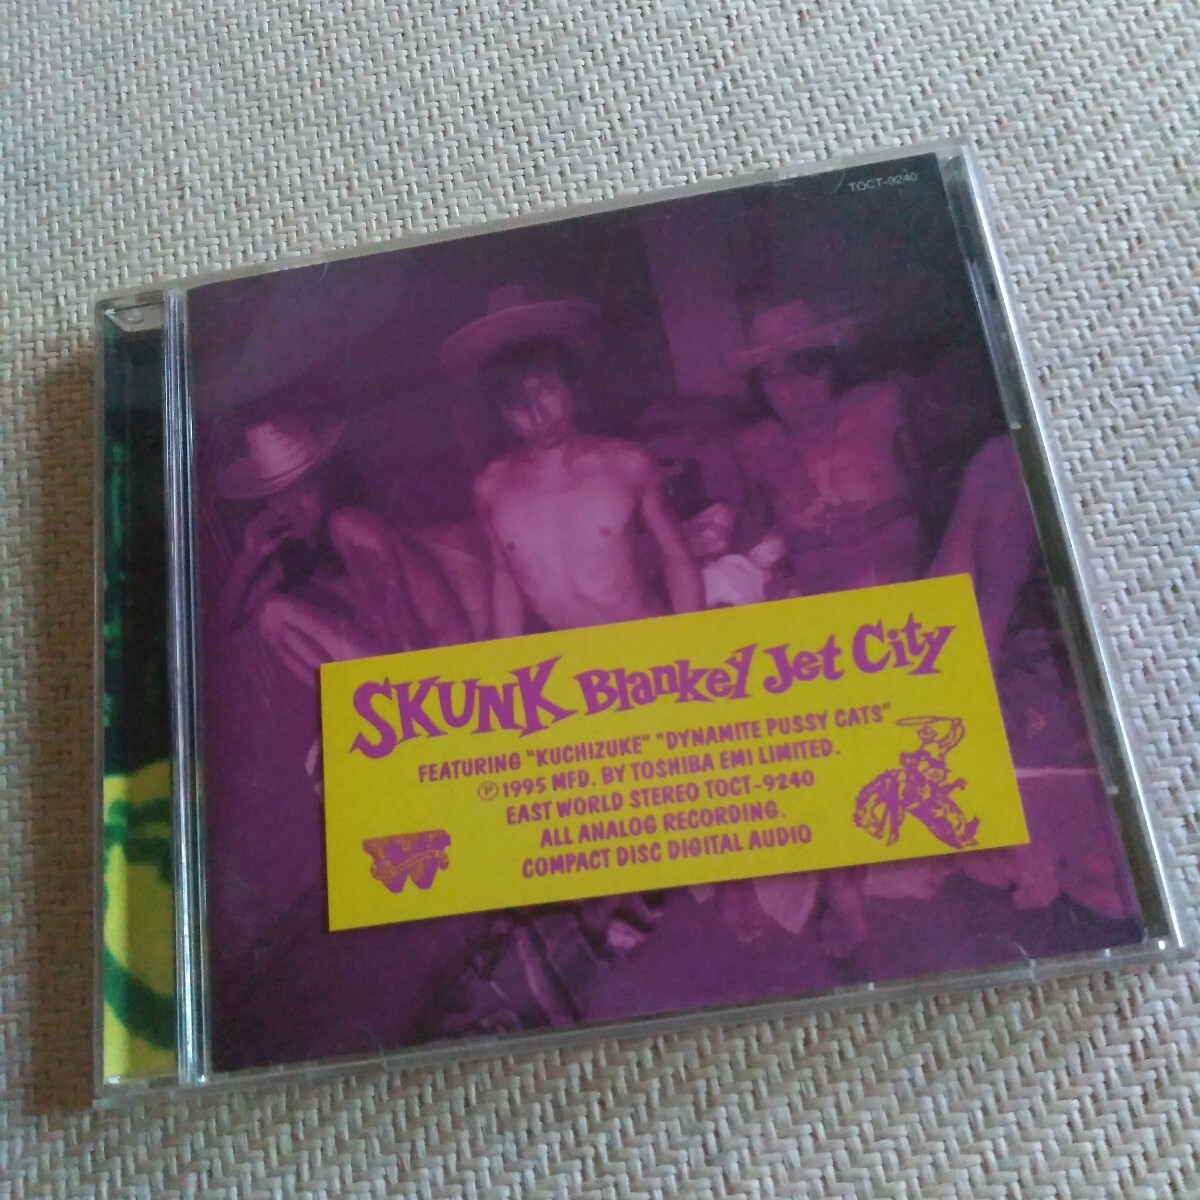 TOCT-9240
SKUNK Blankey Jet City
FEATURING "KUCHIZUKE" "DYNAMITE PUSSY CATS"
Ⓟ1995 MFD. BY TOSHIBA EMI LIMITED.
EAST WORLD STEREO TOCT-9240
ALL ANALOG RECORDING.
COMPACT DISC DIGITAL AUDIO